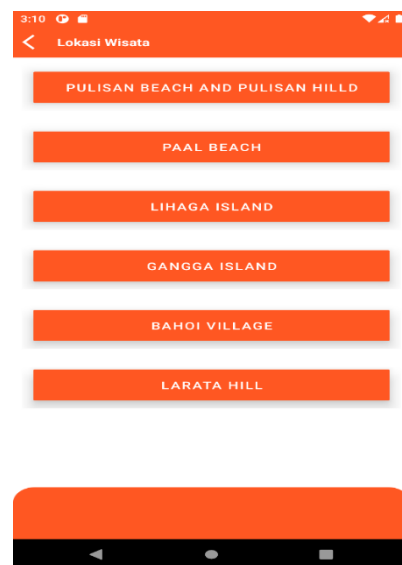 3:10
Lokasi Wisata
PULISAN BEACH AND PULISAN HILLD
PAAL BEACH
LIHAGA ISLAND
GANGGA ISLAND
BAHOI VILLAGE
LARATA HILL